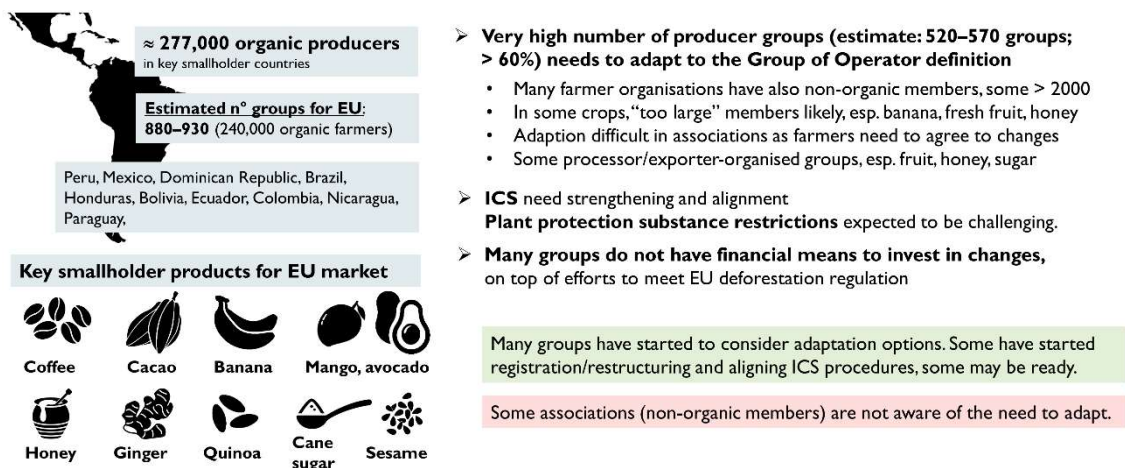 ≈ 277,000 organic producers
in key smallholder countries
Estimated n° groups for EU:
880–930 (240,000 organic farmers)
Peru, Mexico, Dominican Republic, Brazil,
Honduras, Bolivia, Ecuador, Colombia, Nicaragua,
Paraguay,
Key smallholder products for EU market
Coffee
Cacao
Banana
Mango, avocado
Honey
Ginger
Quinoa
Cane
sugar
Sesame
➤ Very high number of producer groups (estimate: 520–570 groups;
> 60%) needs to adapt to the Group of Operator definition
• Many farmer organisations have also non-organic members, some > 2000
• In some crops, “too large” members likely, esp. banana, fresh fruit, honey
• Adaption difficult in associations as farmers need to agree to changes
• Some processor/exporter-organised groups, esp. fruit, honey, sugar
➤ ICS need strengthening and alignment
Plant protection substance restrictions expected to be challenging.
➤ Many groups do not have financial means to invest in changes,
on top of efforts to meet EU deforestation regulation
Many groups have started to consider adaptation options. Some have started
registration/restructuring and aligning ICS procedures, some may be ready.
Some associations (non-organic members) are not aware of the need to adapt.